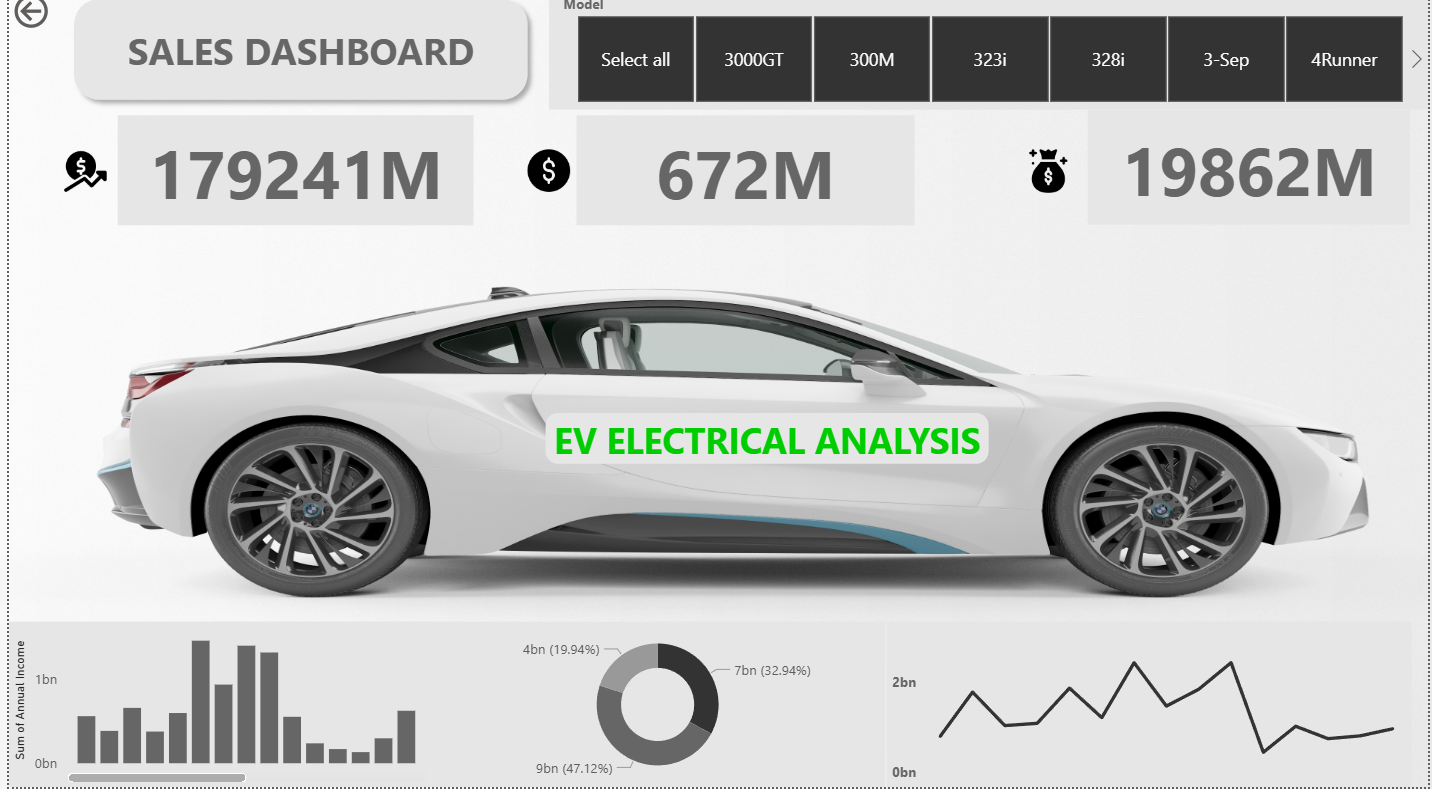 Model
SALES DASHBOARD
Select all
3000GT
300M
323i
328i
3-Sep
4Runner
179241M
672M
19862M
EV ELECTRICAL ANALYSIS
Sum of Annual Income
1bn
0bn
4bn (19.94%)
7bn (32.94%)
9bn (47.12%)
2bn
0bn